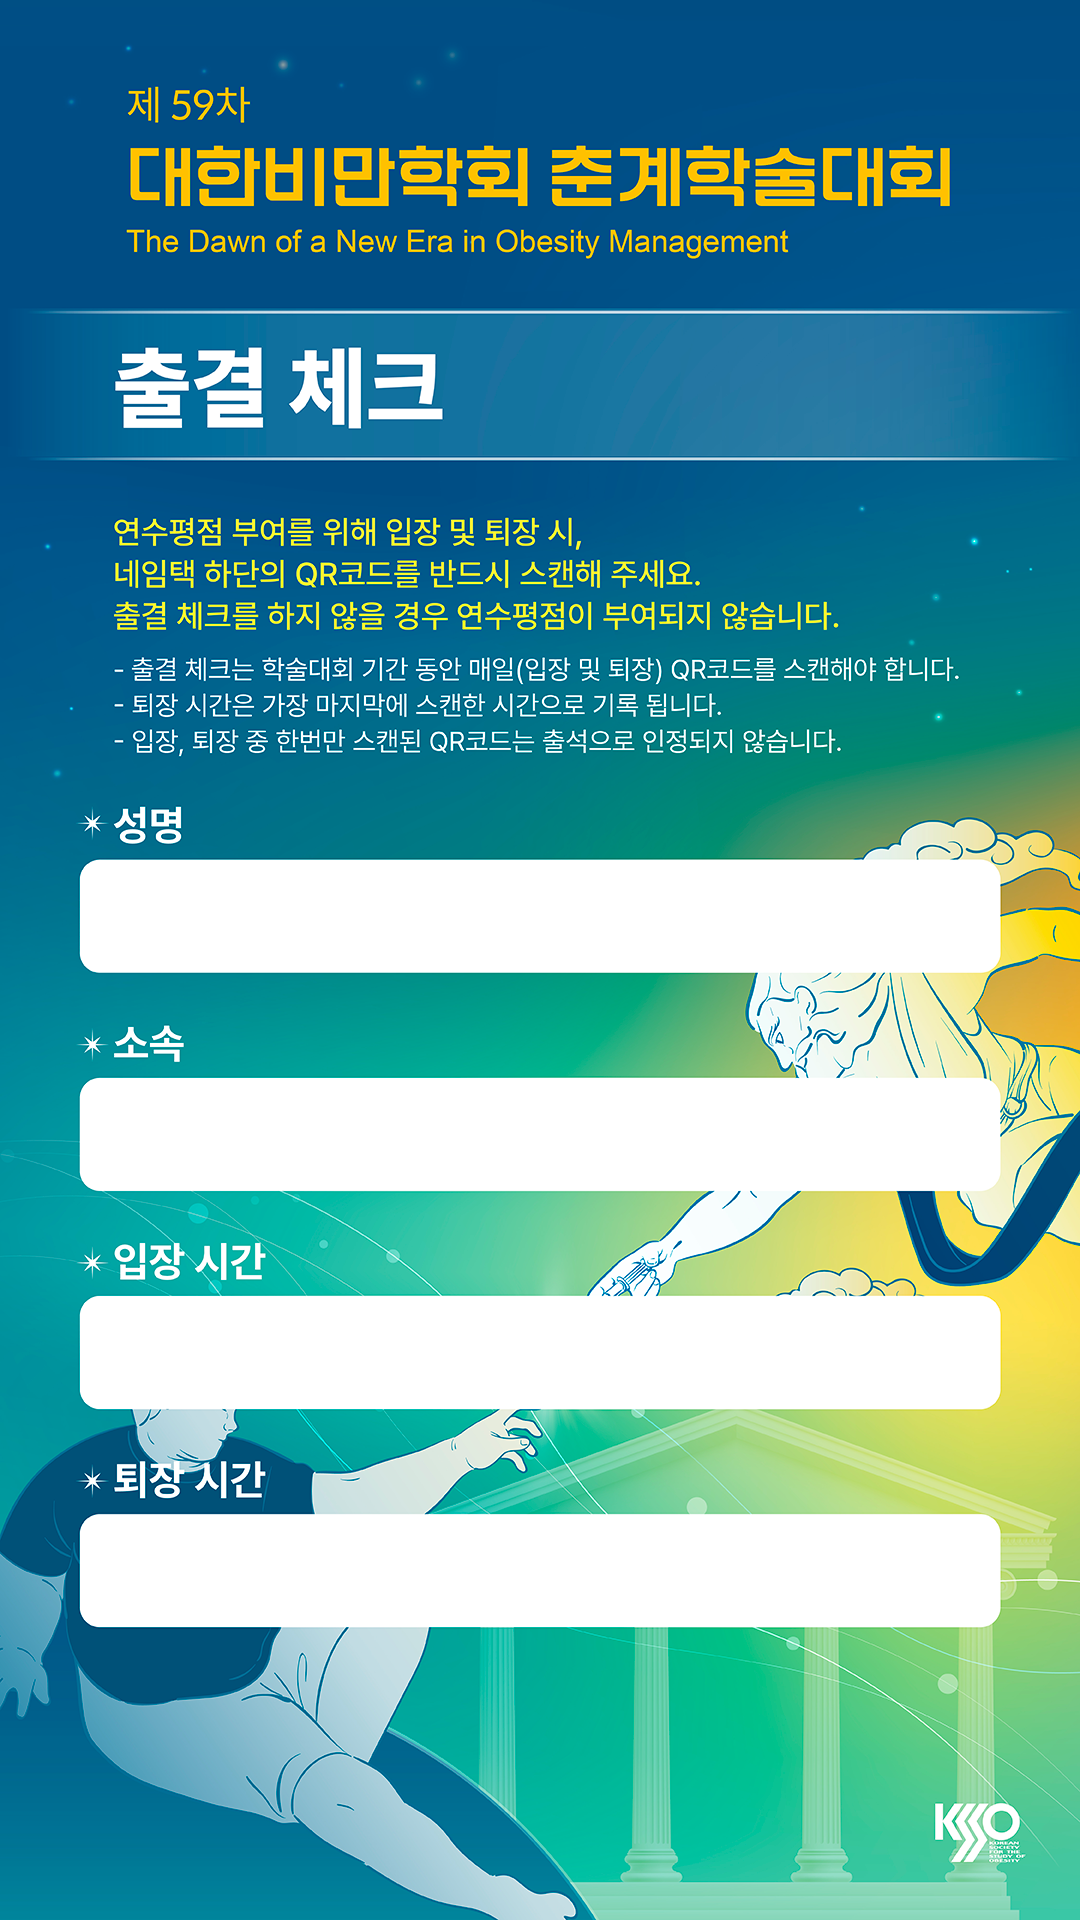 제 59차
대한비만학회 춘계학술대회
The Dawn of a New Era in Obesity Management
출결 체크
연수평점 부여를 위해 입장 및 퇴장 시,
네임택 하단의 QR코드를 반드시 스캔해 주세요.
출결 체크를 하지 않을 경우 연수평점이 부여되지 않습니다.
- 출결 체크는 학술대회 기간 동안 매일(입장 및 퇴장) QR코드를 스캔해야 합니다.
- 퇴장 시간은 가장 마지막에 스캔한 시간으로 기록 됩니다.
- 입장, 퇴장 중 한번만 스캔된 QR코드는 출석으로 인정되지 않습니다.
성명
소속
입장 시간
퇴장 시간
KSSO
KOREAN
SOCIETY
FOR THE
STUDY OF
OBESITY